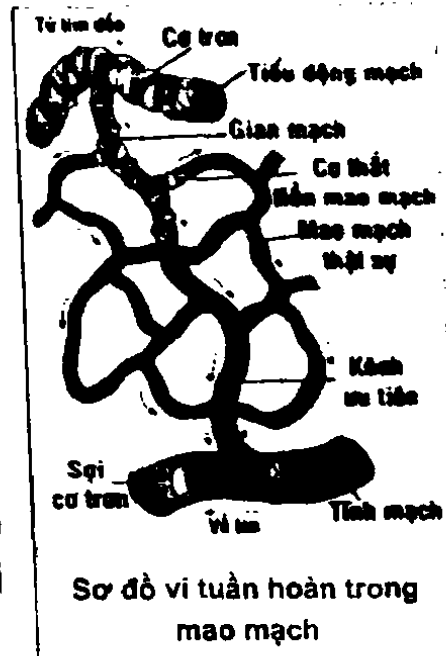 Từ tim đến
Cơ trơn
Tiểu động mạch
Gian mạch
Cơ thắt
tiền mao mạch
Mao mạch
thật sự
Kênh
ưu tiên
Sợi
cơ trơn
Về tim
Tĩnh mạch
Sơ đồ vi tuần hoàn trong
mao mạch